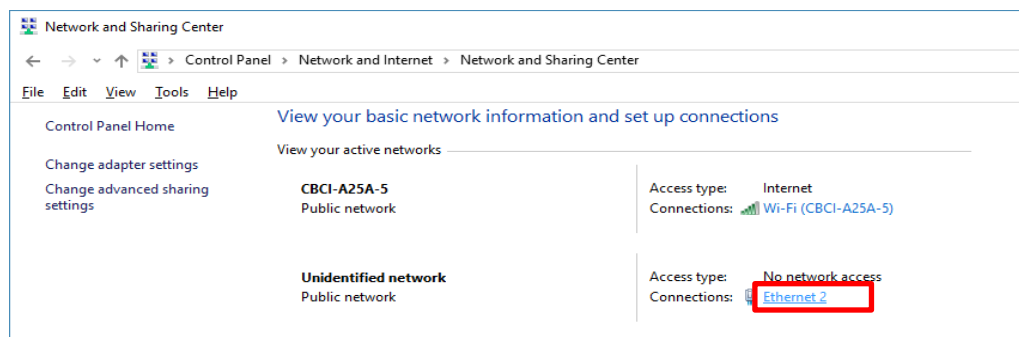 Network and Sharing Center
Control Panel > Network and Internet > Network and Sharing Center
File Edit View Tools Help
Control Panel Home
Change adapter settings
Change advanced sharing
settings
View your basic network information and set up connections
View your active networks
CBCI-A25A-5
Public network
Access type: Internet
Connections: Wi-Fi (CBCI-A25A-5)
Unidentified network
Public network
Access type: No network access
Connections: Ethernet 2